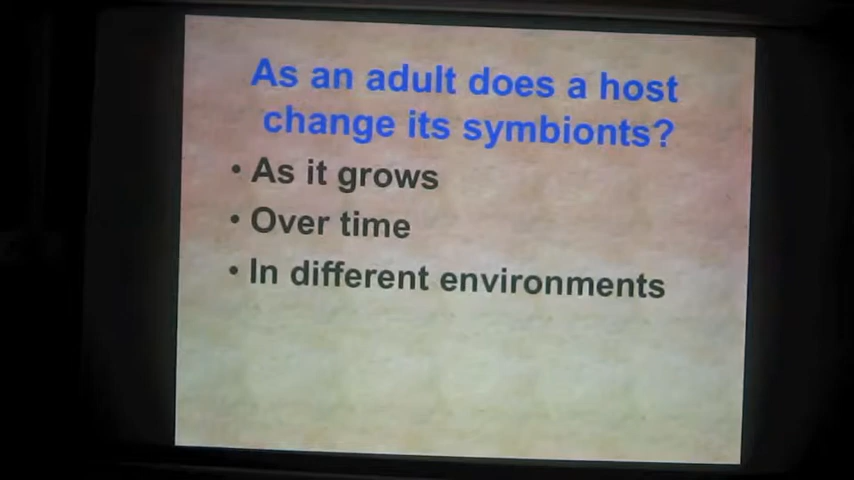 As an adult does a host
change its symbionts?
• As it grows
• Over time
• In different environments